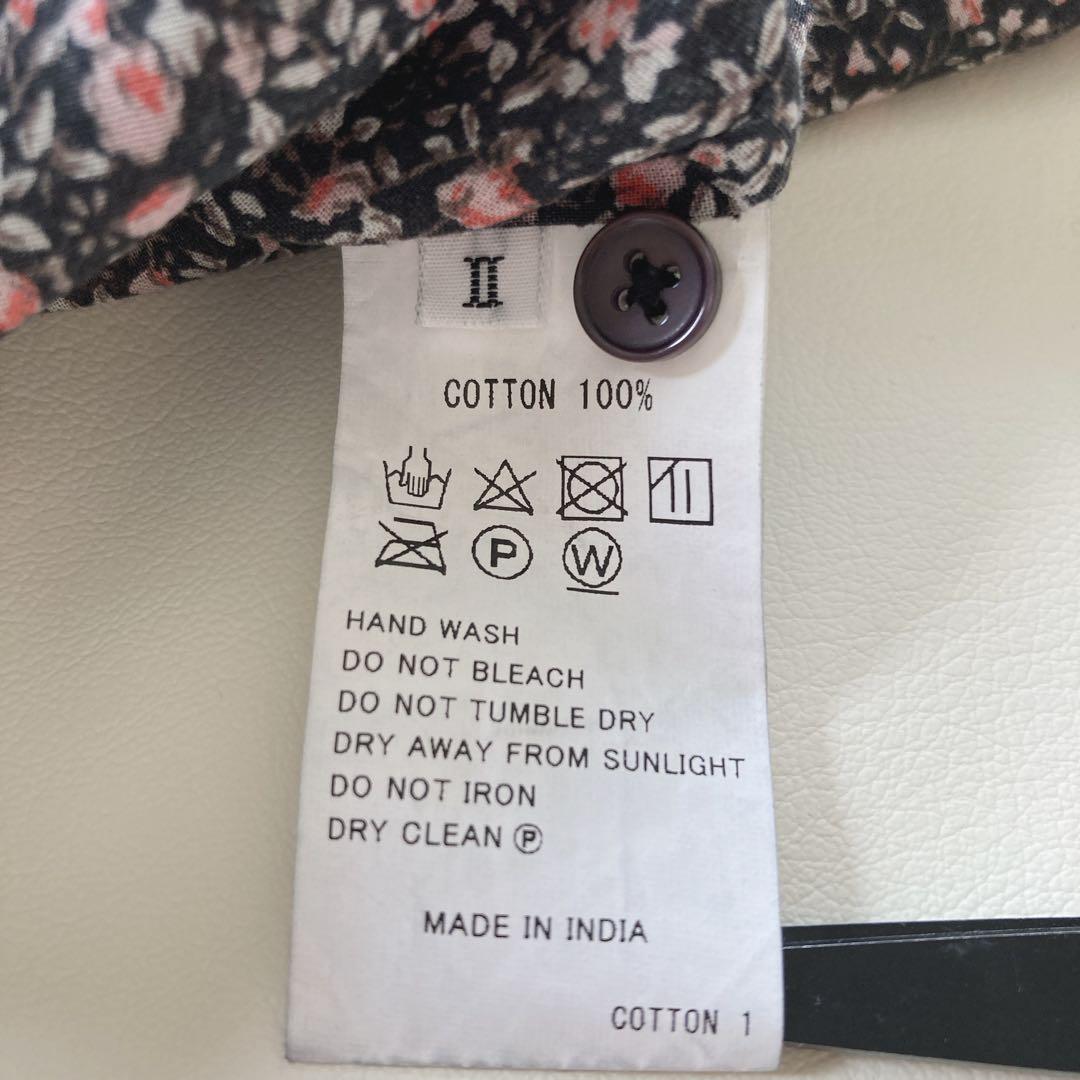 II
COTTON 100%
P W
HAND WASH
DO NOT BLEACH
DO NOT TUMBLE DRY
DRY AWAY FROM SUNLIGHT
DO NOT IRON
DRY CLEAN Ⓟ
MADE IN INDIA
COTTON 1